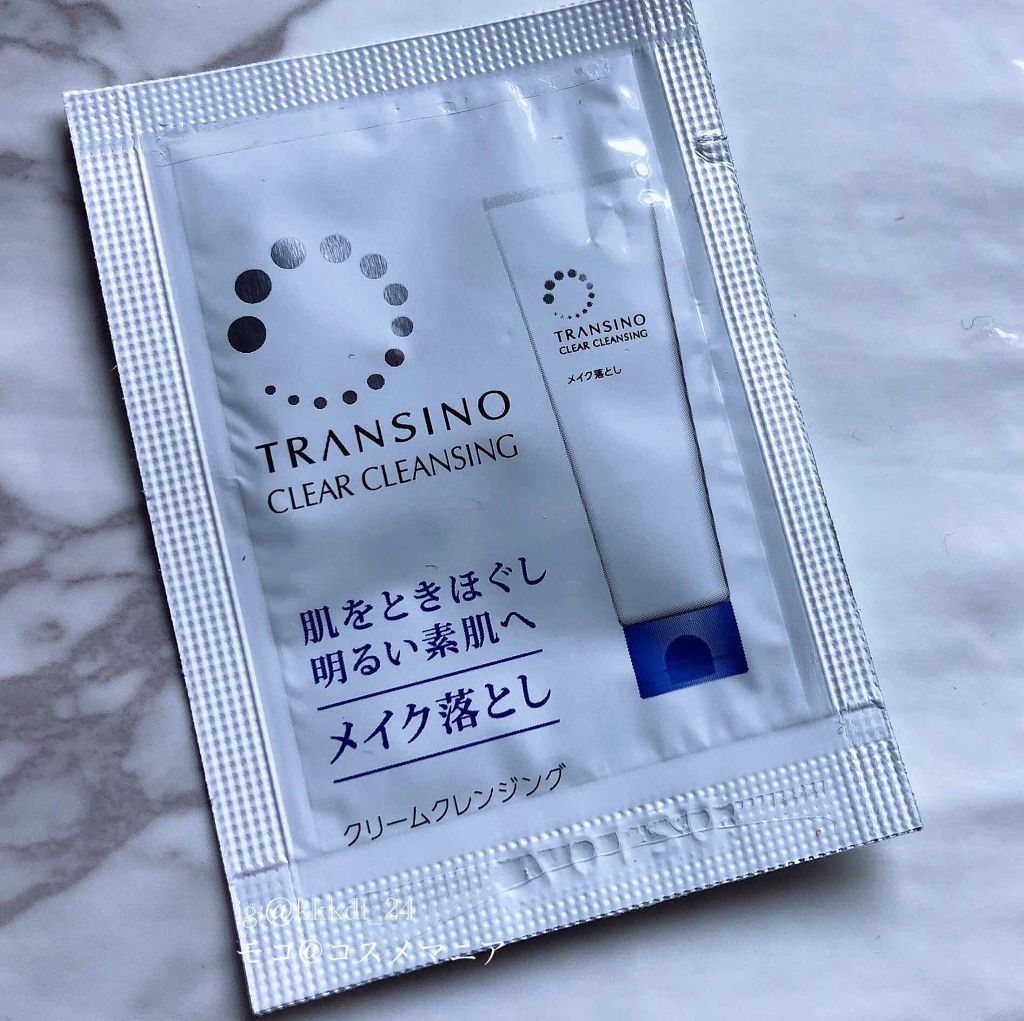 TRANSINO
CLEAR CLEANSING
肌をときほぐし
明るい素肌へ
メイク落とし
クリームクレンジング
TRANSINO
CLEAR CLEANSING
メイク落とし
ig:@kkkdt_24
モコ@コスメマニア